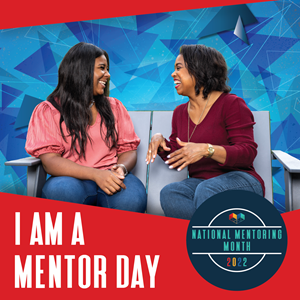 I AM A
MENTOR DAY
NATIONAL MENTORING
MONTH
2022